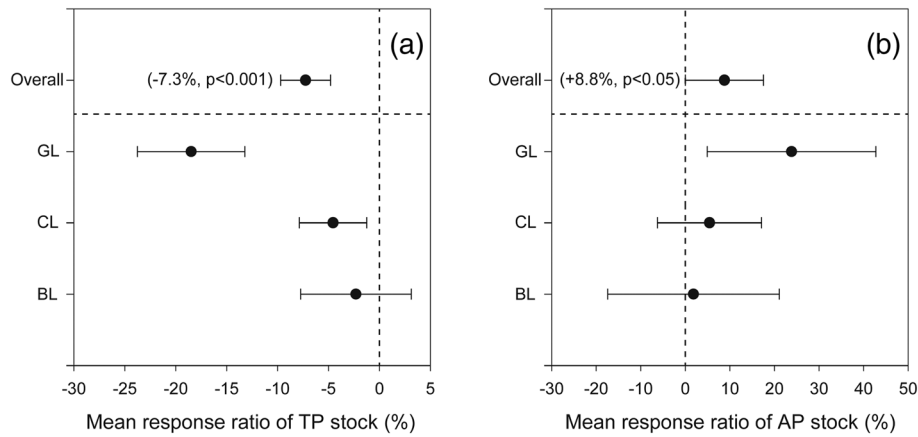 (a)
Overall
(-7.3%, p<0.001)
GL
CL
BL
-30 -25 -20 -15 -10 -5 0 5
Mean response ratio of TP stock (%)
(b)
Overall
(+8.8%, p<0.05)
GL
CL
BL
-30 -20 -10 0 10 20 30 40 50
Mean response ratio of AP stock (%)